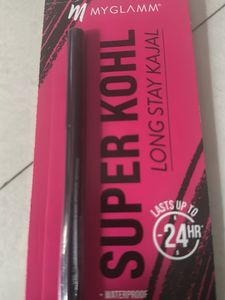 MYGLAMM
SUPER KOHL
LONG STAY KAJAL
LASTS UP TO
24HR*
WATERPROOF